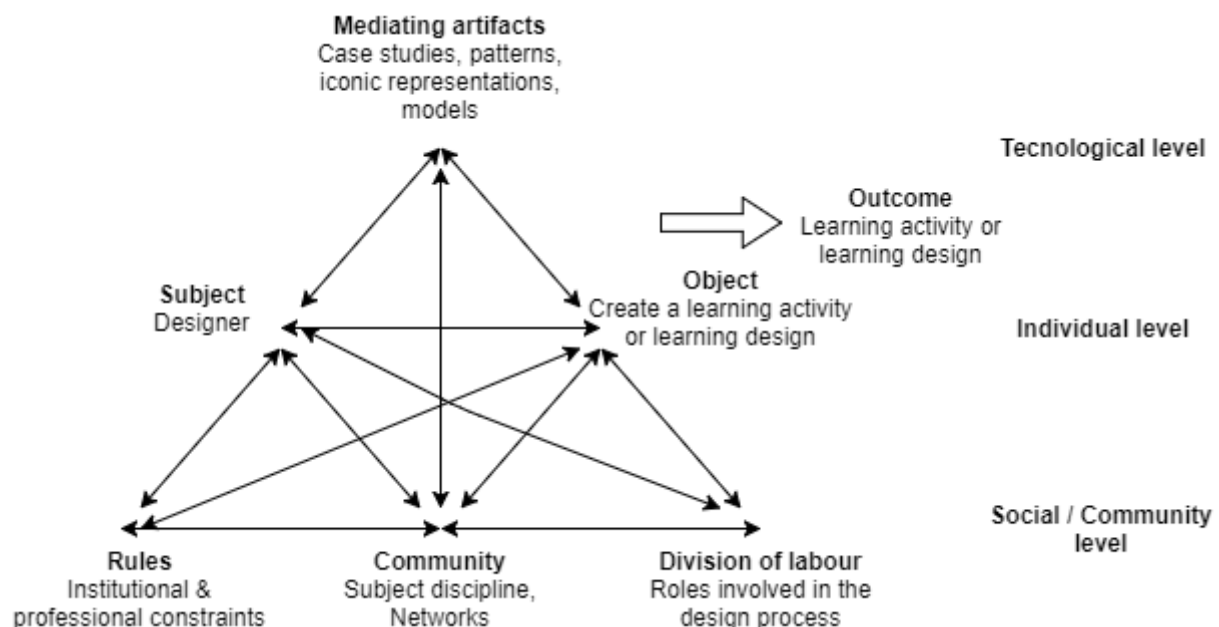 Mediating artifacts
Case studies, patterns,
iconic representations,
models
Tecnological level
Outcome
Learning activity or
learning design
Subject
Designer
Object
Create a learning activity
or learning design
Individual level
Social / Community
level
Rules
Institutional &
professional constraints
Community
Subject discipline,
Networks
Division of labour
Roles involved in the
design process